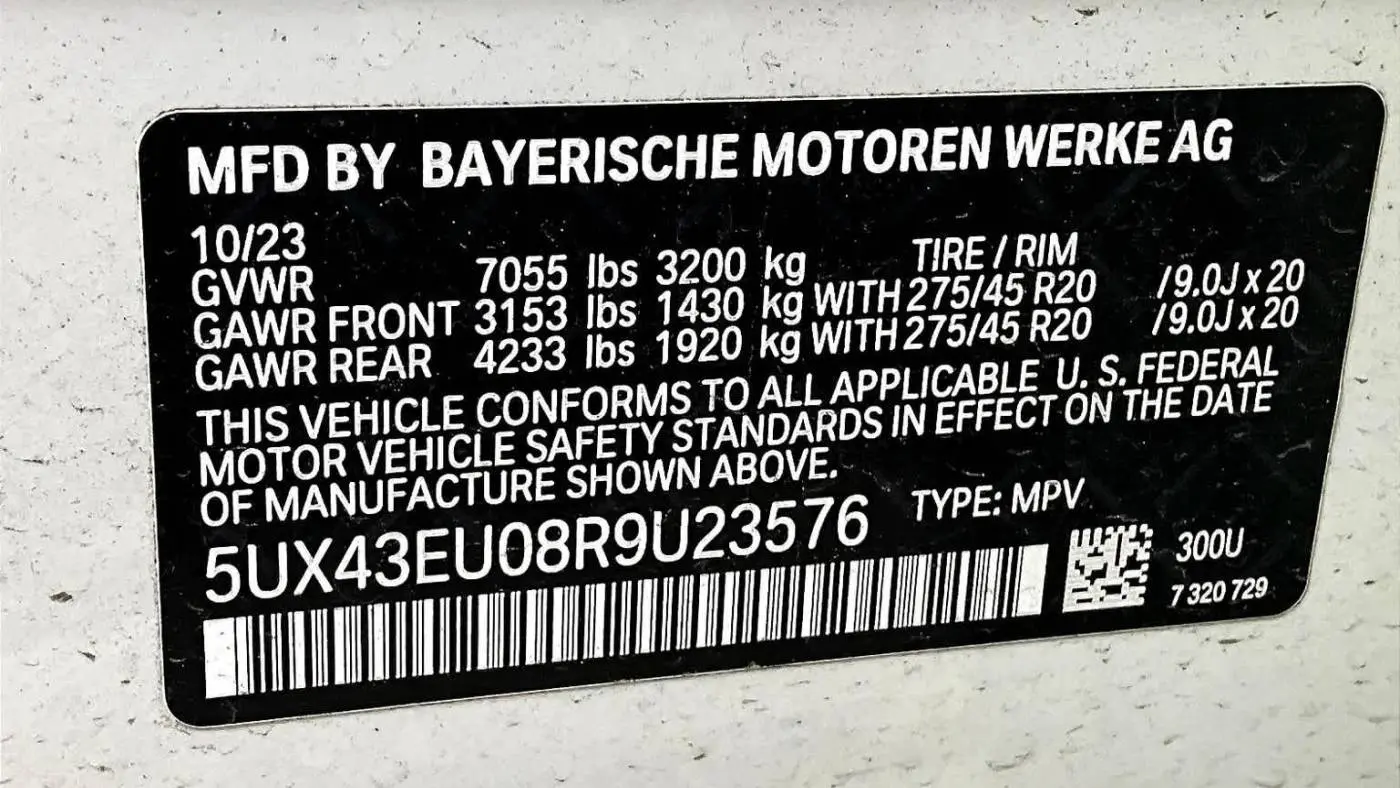 MFD BY BAYERISCHE MOTOREN WERKE AG
10/23 TIRE / RIM
GVWR 7055 lbs 3200 kg
GAWR FRONT 3153 lbs 1430 kg WITH 275/45 R20 /9.0J x 20
GAWR REAR 4233 lbs 1920 kg WITH 275/45 R20 /9.0J x 20
THIS VEHICLE CONFORMS TO ALL APPLICABLE U. S. FEDERAL
MOTOR VEHICLE SAFETY STANDARDS IN EFFECT ON THE DATE
OF MANUFACTURE SHOWN ABOVE.
5UX43EU08R9U23576 TYPE: MPV
300U
7 320 729